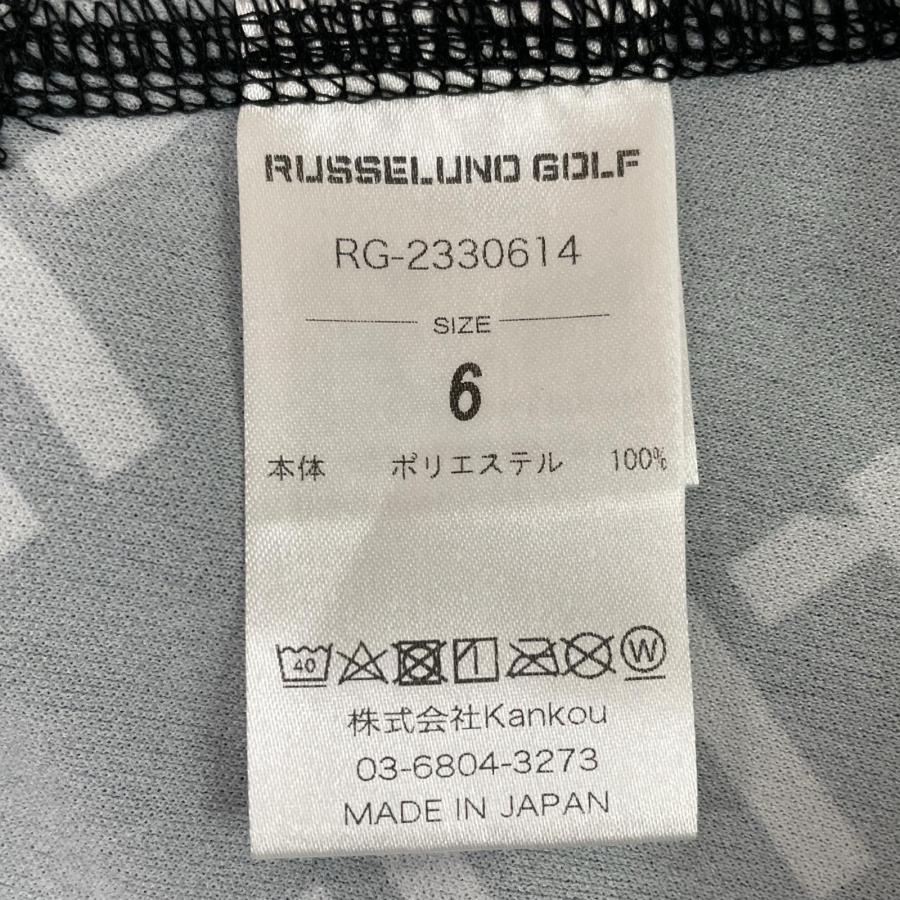 RUSSELUNO GOLF
RG-2330614
SIZE
6
本体 ポリエステル 100%
40
W
株式会社Kankou
03-6804-3273
MADE IN JAPAN